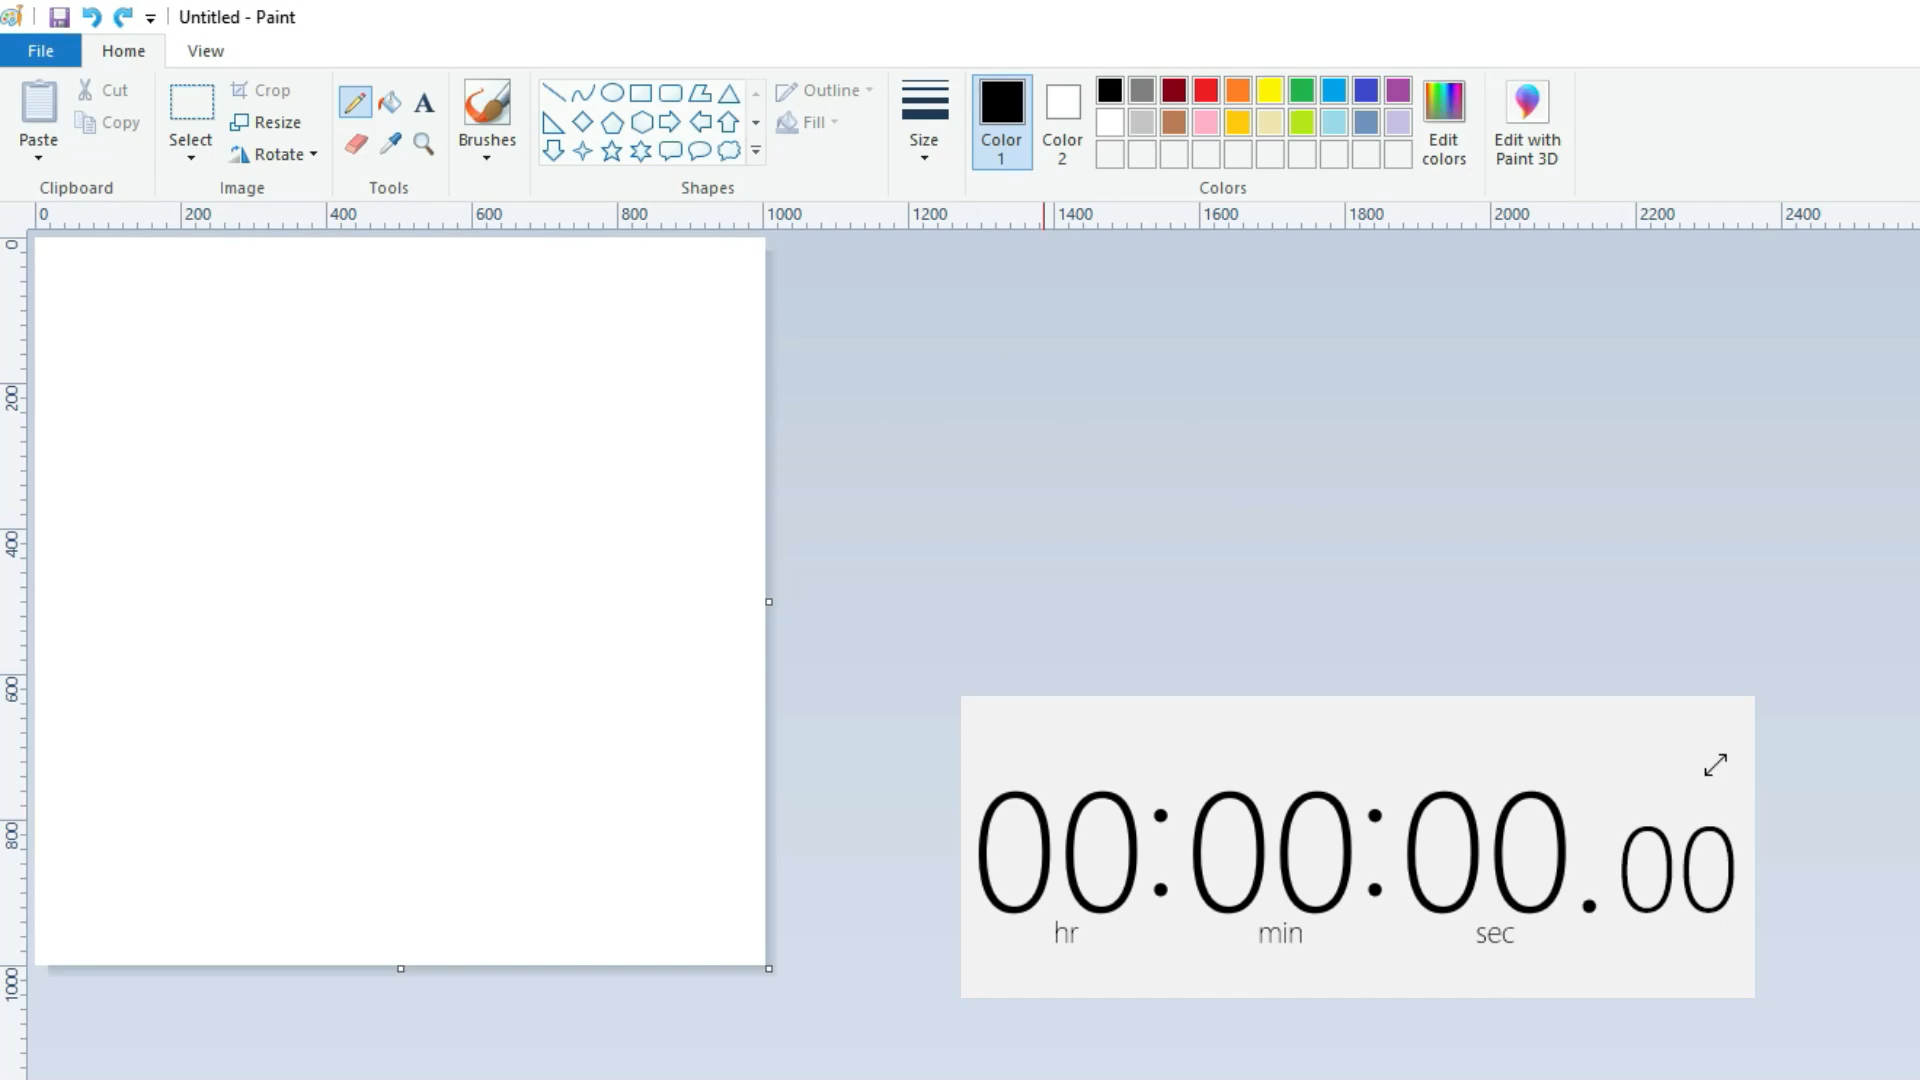 Untitled - Paint
File Home View
Paste Cut Copy
Clipboard
Select Crop Resize Rotate
Image
A
Tools
Brushes
Outline Fill
Shapes
Size
Color 1
Color 2
Edit colors
Colors
Edit with Paint 3D
0 200 400 600 800 1000 1200 1400 1600 1800 2000 2200 2400
0
200
400
600
800
1000
00:00:00.00
hr min sec